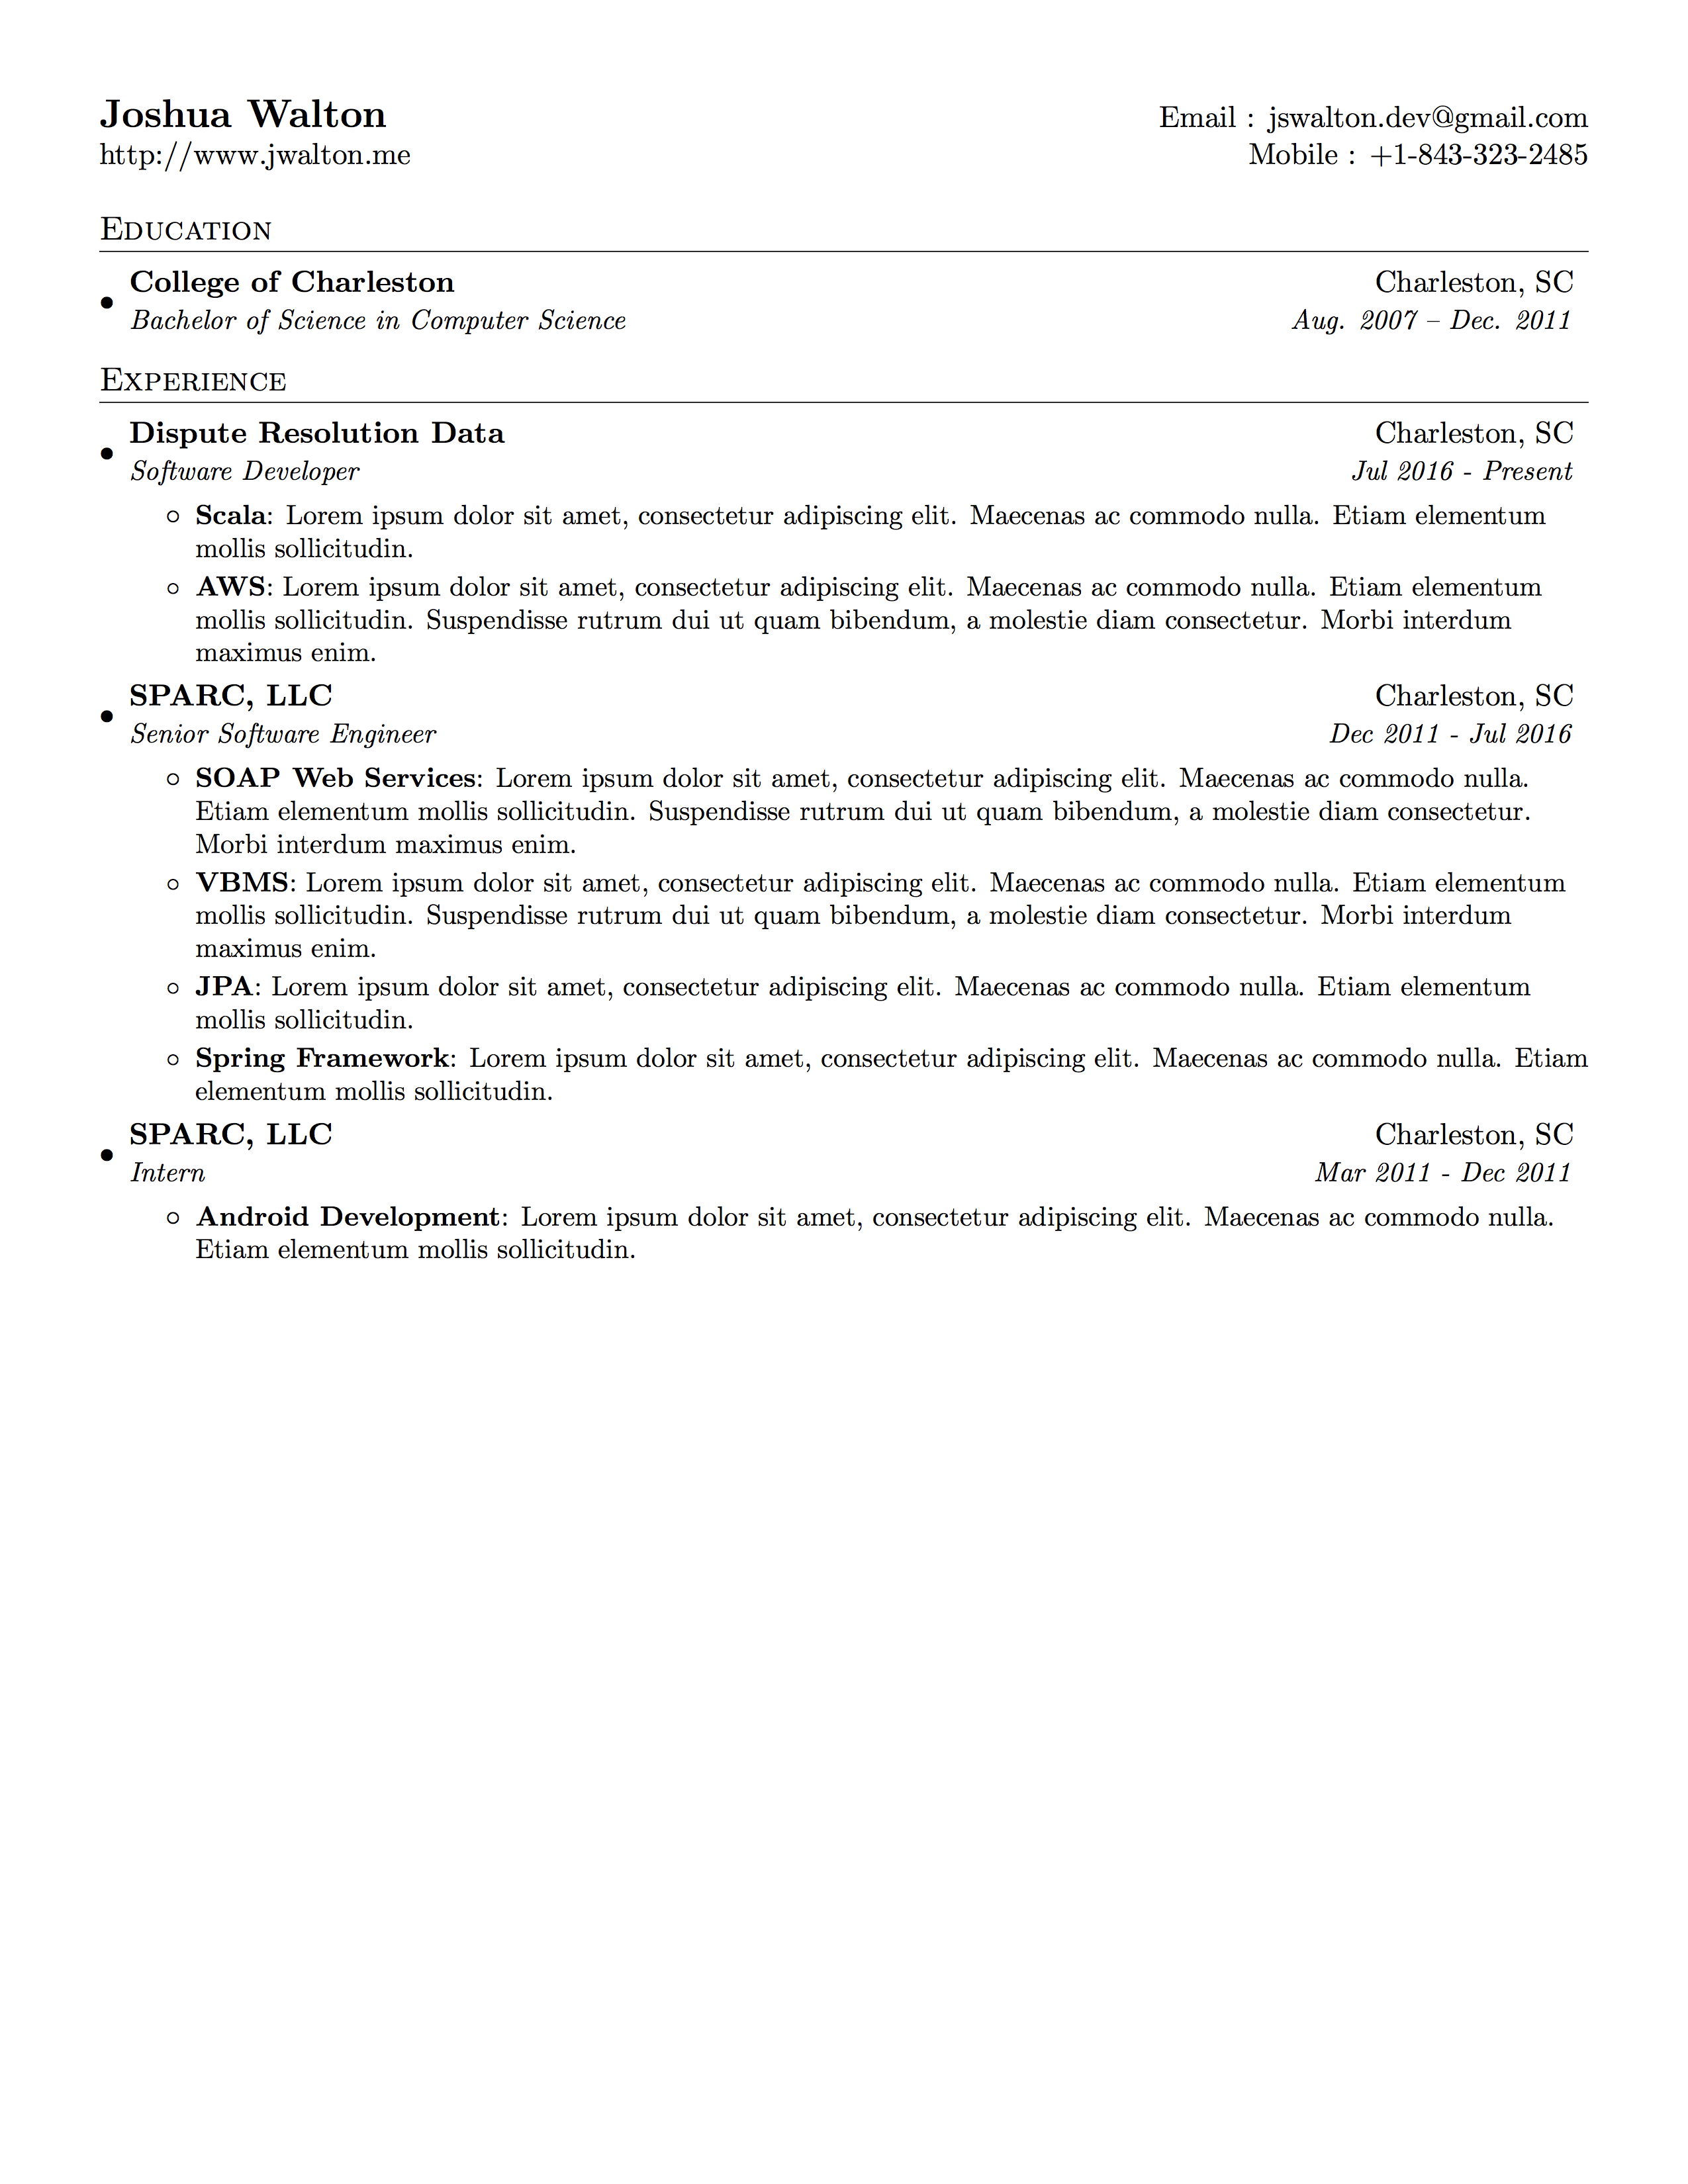 Joshua Walton Email : jswalton.dev@gmail.com
http://www.jwalton.me Mobile : +1-843-323-2485
Education
• College of Charleston Charleston, SC
Bachelor of Science in Computer Science Aug. 2007 – Dec. 2011
Experience
• Dispute Resolution Data Charleston, SC
Software Developer Jul 2016 - Present
◦ Scala: Lorem ipsum dolor sit amet, consectetur adipiscing elit. Maecenas ac commodo nulla. Etiam elementum
mollis sollicitudin.
◦ AWS: Lorem ipsum dolor sit amet, consectetur adipiscing elit. Maecenas ac commodo nulla. Etiam elementum
mollis sollicitudin. Suspendisse rutrum dui ut quam bibendum, a molestie diam consectetur. Morbi interdum
maximus enim.
• SPARC, LLC Charleston, SC
Senior Software Engineer Dec 2011 - Jul 2016
◦ SOAP Web Services: Lorem ipsum dolor sit amet, consectetur adipiscing elit. Maecenas ac commodo nulla.
Etiam elementum mollis sollicitudin. Suspendisse rutrum dui ut quam bibendum, a molestie diam consectetur.
Morbi interdum maximus enim.
◦ VBMS: Lorem ipsum dolor sit amet, consectetur adipiscing elit. Maecenas ac commodo nulla. Etiam elementum
mollis sollicitudin. Suspendisse rutrum dui ut quam bibendum, a molestie diam consectetur. Morbi interdum
maximus enim.
◦ JPA: Lorem ipsum dolor sit amet, consectetur adipiscing elit. Maecenas ac commodo nulla. Etiam elementum
mollis sollicitudin.
◦ Spring Framework: Lorem ipsum dolor sit amet, consectetur adipiscing elit. Maecenas ac commodo nulla. Etiam
elementum mollis sollicitudin.
• SPARC, LLC Charleston, SC
Intern Mar 2011 - Dec 2011
◦ Android Development: Lorem ipsum dolor sit amet, consectetur adipiscing elit. Maecenas ac commodo nulla.
Etiam elementum mollis sollicitudin.